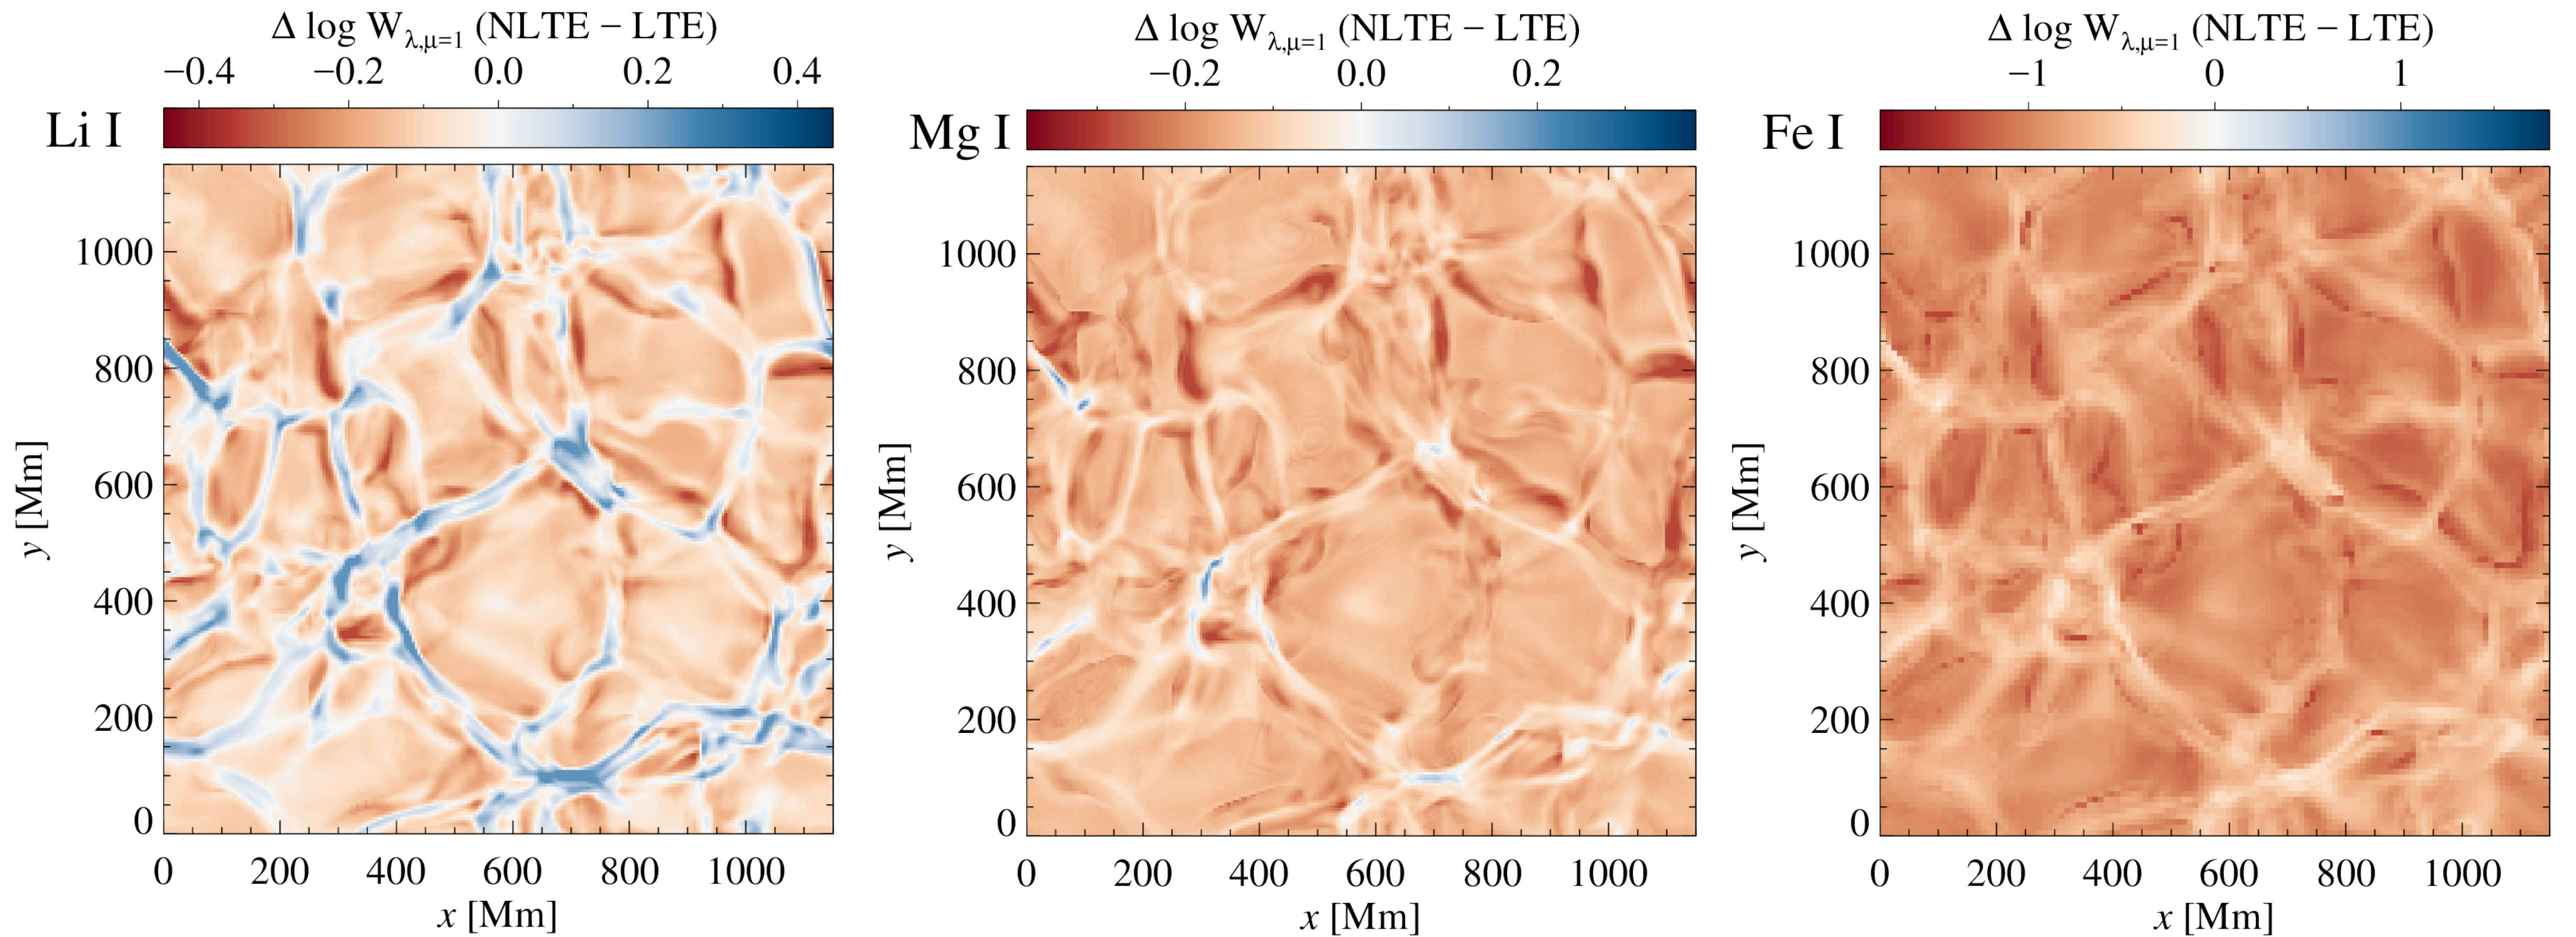 Δ log Wλ,μ=1 (NLTE − LTE)
−0.4 −0.2 0.0 0.2 0.4
Li I
1000
800
600
400
200
0
y [Mm]
0 200 400 600 800 1000
x [Mm]
Δ log Wλ,μ=1 (NLTE − LTE)
−0.2 0.0 0.2
Mg I
1000
800
600
400
200
0
y [Mm]
0 200 400 600 800 1000
x [Mm]
Δ log Wλ,μ=1 (NLTE − LTE)
−1 0 1
Fe I
1000
800
600
400
200
0
y [Mm]
0 200 400 600 800 1000
x [Mm]